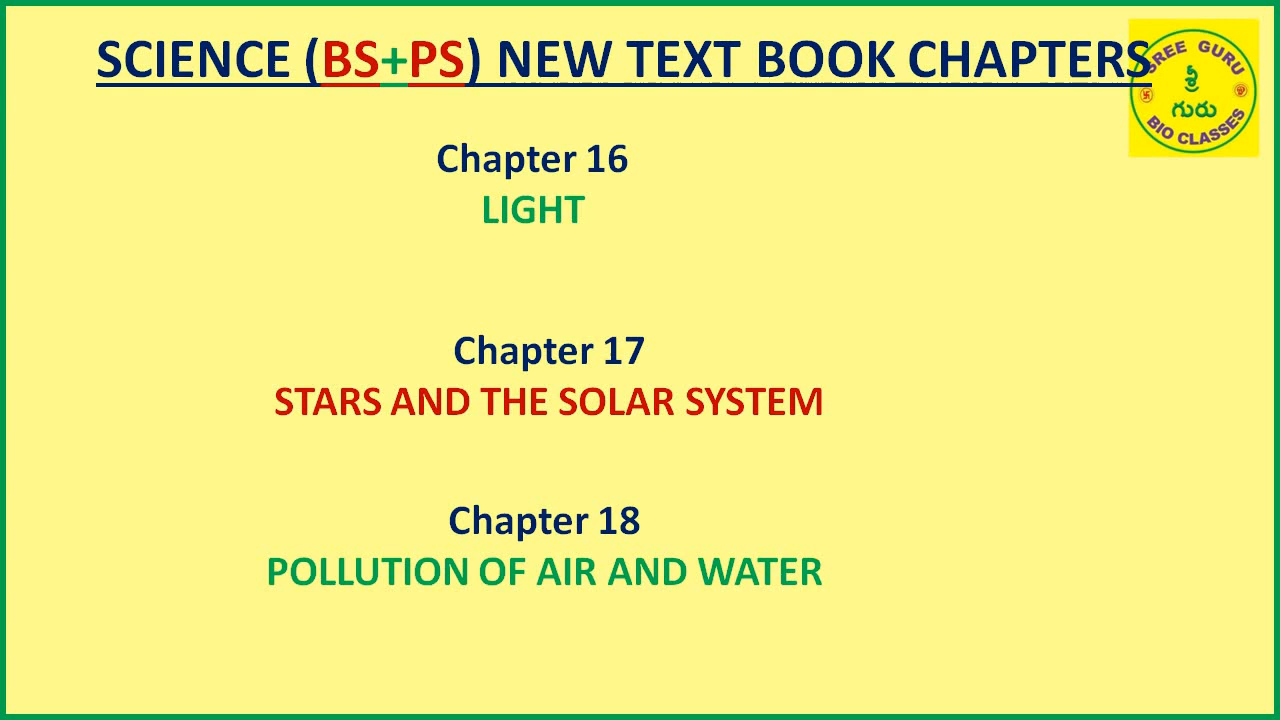 SCIENCE (BS+PS) NEW TEXT BOOK CHAPTERS
SREE GURU
శ్రీ
గురు
BIO CLASSES
Chapter 16
LIGHT
Chapter 17
STARS AND THE SOLAR SYSTEM
Chapter 18
POLLUTION OF AIR AND WATER